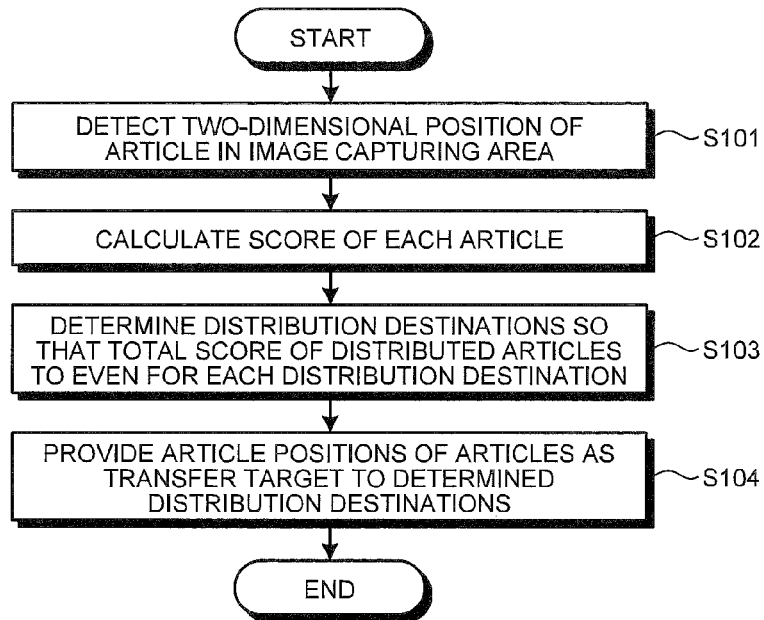 START
DETECT TWO-DIMENSIONAL POSITION OF
ARTICLE IN IMAGE CAPTURING AREA
S101
CALCULATE SCORE OF EACH ARTICLE
S102
DETERMINE DISTRIBUTION DESTINATIONS SO
THAT TOTAL SCORE OF DISTRIBUTED ARTICLES
TO EVEN FOR EACH DISTRIBUTION DESTINATION
S103
PROVIDE ARTICLE POSITIONS OF ARTICLES AS
TRANSFER TARGET TO DETERMINED
DISTRIBUTION DESTINATIONS
S104
END